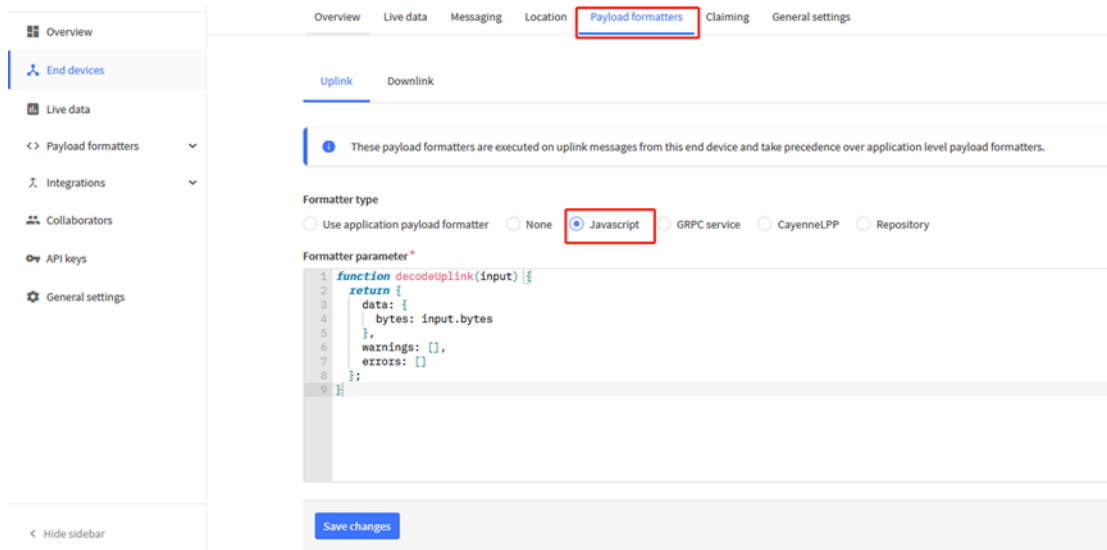 Overview Live data Messaging Location Payload formatters Claiming General settings
Overview
End devices
Live data
<> Payload formatters
Integrations
Collaborators
API keys
General settings
Uplink Downlink
These payload formatters are executed on uplink messages from this end device and take precedence over application level payload formatters.
Formatter type
Use application payload formatter None Javascript GRPC service CayenneLPP Repository
Formatter parameter*
1 function decodeUplink(input) {
2 return {
3 data: {
4 bytes: input.bytes
5 },
6 warnings: [],
7 errors: []
8 };
9 }
Save changes
< Hide sidebar